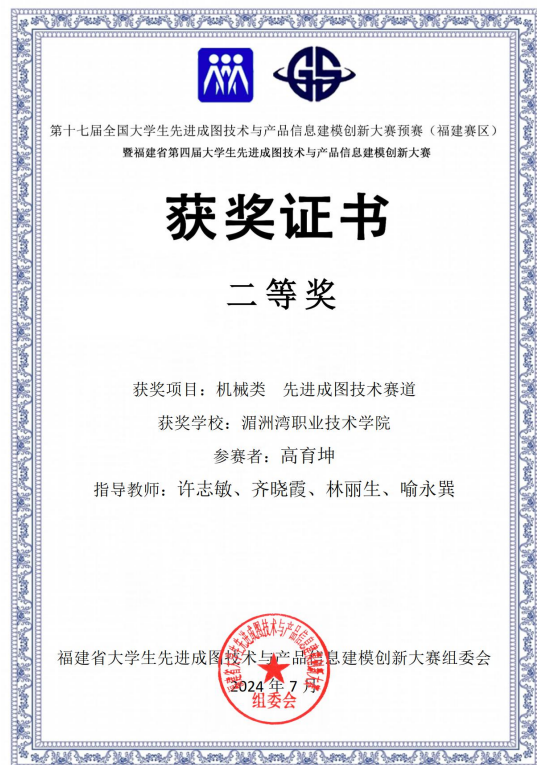 GS
第十七届全国大学生先进成图技术与产品信息建模创新大赛预赛（福建赛区）
暨福建省第四届大学生先进成图技术与产品信息建模创新大赛
获奖证书
二等奖
获奖项目：机械类　先进成图技术赛道
获奖学校：湄洲湾职业技术学院
参赛者：高育坤
指导教师：许志敏、齐晓霞、林丽生、喻永巽
福建省大学生先进成图技术与产品信息建模创新大赛组委会
2024 年 7 月
组委会